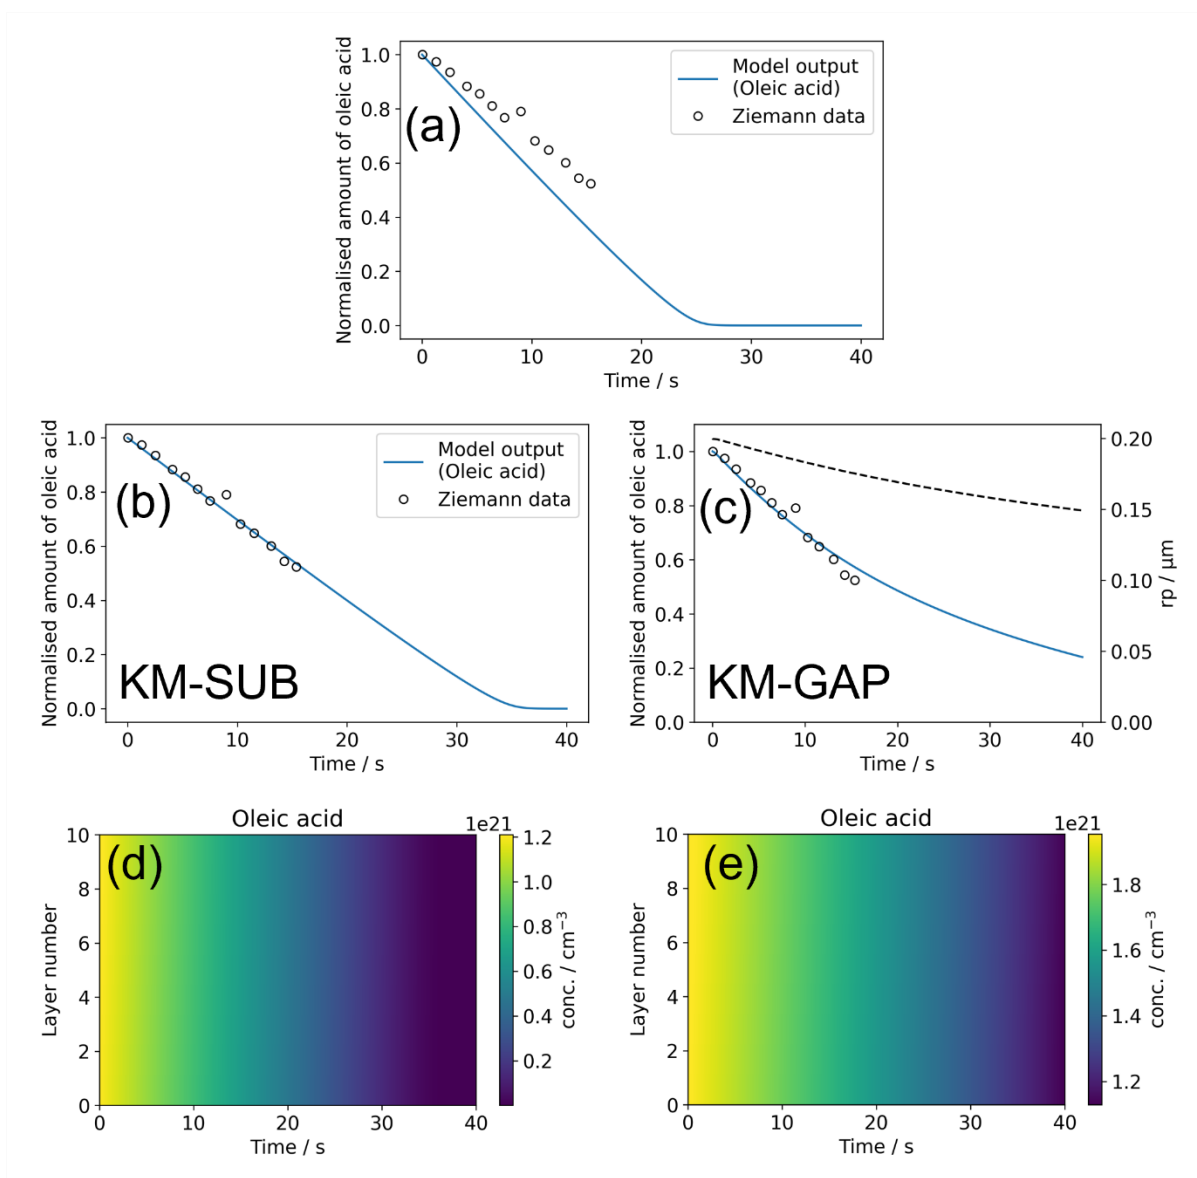 Normalised amount of oleic acid
1.0
0.8
0.6
0.4
0.2
0.0
(a)
Model output
(Oleic acid)
Ziemann data
0
10
20
30
40
Time / s
Normalised amount of oleic acid
1.0
0.8
0.6
0.4
0.2
0.0
(b)
Model output
(Oleic acid)
Ziemann data
KM-SUB
0
10
20
30
40
Time / s
Normalised amount of oleic acid
1.0
0.8
0.6
0.4
0.2
0.0
(c)
KM-GAP
0.20
0.15
0.10
0.05
0.00
rp / μm
0
10
20
30
40
Time / s
Oleic acid
Layer number
10
8
6
4
2
0
(d)
0
10
20
30
40
Time / s
1e21
1.2
1.0
0.8
0.6
0.4
0.2
conc. / cm⁻³
Oleic acid
Layer number
10
8
6
4
2
0
(e)
0
10
20
30
40
Time / s
1e21
1.8
1.6
1.4
1.2
conc. / cm⁻³